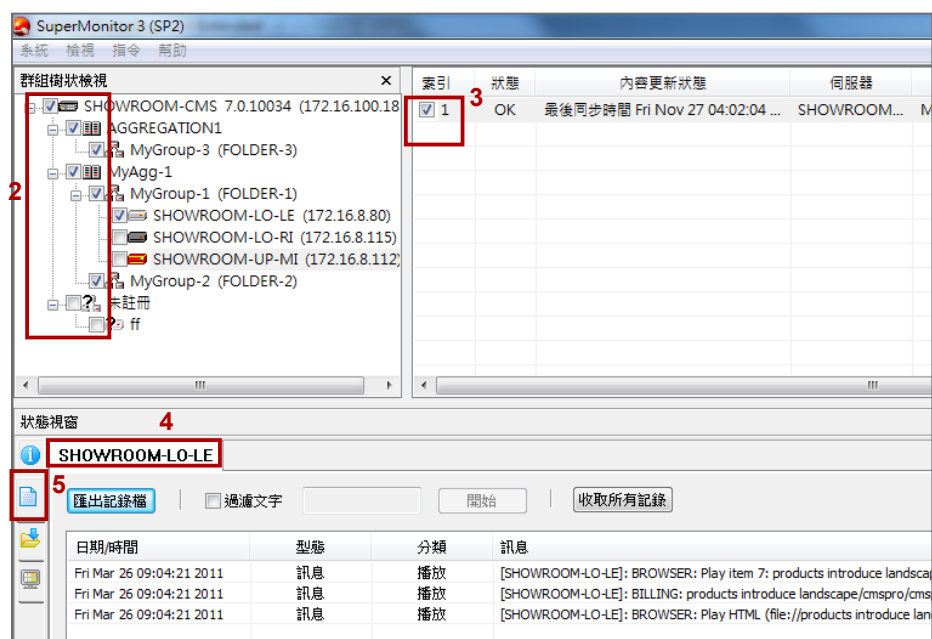 SuperMonitor 3 (SP2)
系統 檢視 指令 幫助
群組樹狀檢視 ×
SHOWROOM-CMS 7.0.10034 (172.16.100.18
AGGREGATION1
MyGroup-3 (FOLDER-3)
MyAgg-1
2
MyGroup-1 (FOLDER-1)
SHOWROOM-LO-LE (172.16.8.80)
SHOWROOM-LO-RI (172.16.8.115)
SHOWROOM-UP-MI (172.16.8.112)
MyGroup-2 (FOLDER-2)
未註冊
ff
索引 狀態 內容更新狀態 伺服器
3
1 OK 最後同步時間 Fri Nov 27 04:02:04 ... SHOWROOM... M
狀態視窗
4
SHOWROOM-LO-LE
5
匯出記錄檔 過濾文字 開始 收取所有記錄
日期/時間 型態 分類 訊息
Fri Mar 26 09:04:21 2011 訊息 播放 [SHOWROOM-LO-LE]: BROWSER: Play item 7: products introduce landscap
Fri Mar 26 09:04:21 2011 訊息 播放 [SHOWROOM-LO-LE]: BILLING: products introduce landscape/cmspro/cms
Fri Mar 26 09:04:21 2011 訊息 播放 [SHOWROOM-LO-LE]: BROWSER: Play HTML (file://products introduce lan